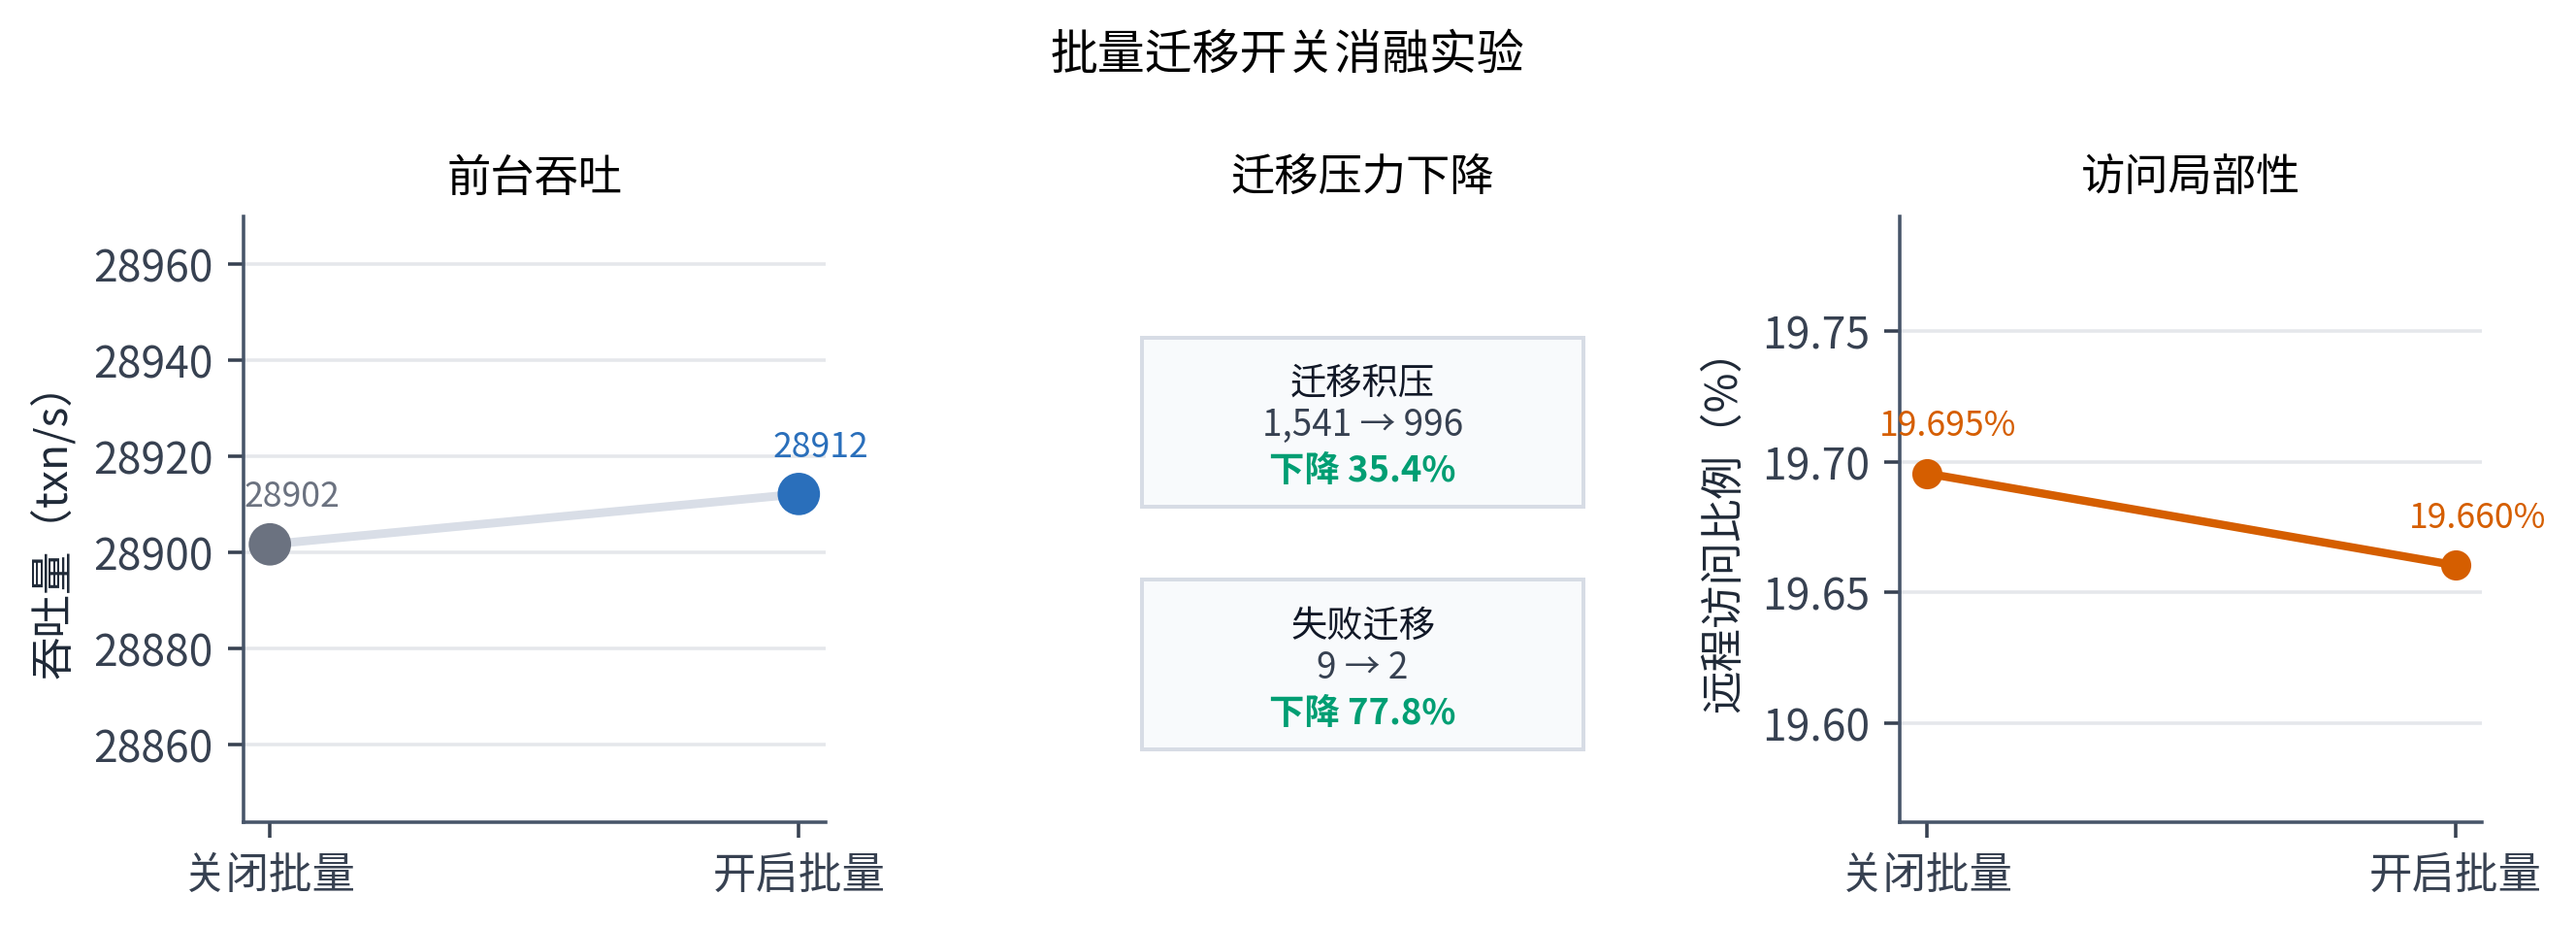 批量迁移开关消融实验
前台吞吐
吞吐量（txn/s）
28960
28940
28920
28900
28880
28860
28902
28912
关闭批量
开启批量
迁移压力下降
迁移积压
1,541 → 996
下降 35.4%
失败迁移
9 → 2
下降 77.8%
访问局部性
远程访问比例（%）
19.75
19.70
19.65
19.60
19.695%
19.660%
关闭批量
开启批量